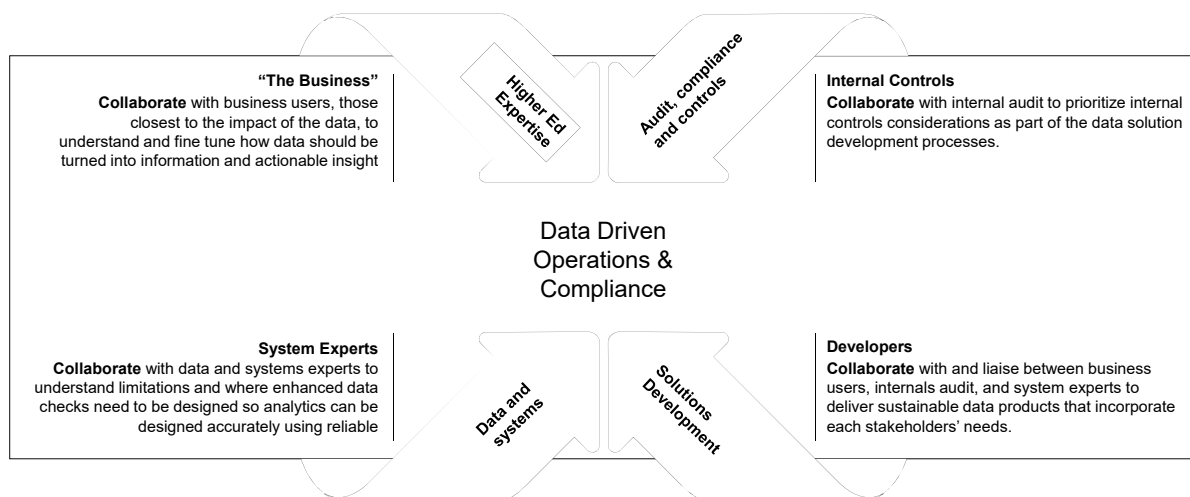 “The Business”
Collaborate with business users, those
closest to the impact of the data, to
understand and fine tune how data should be
turned into information and actionable insight
Higher Ed
Expertise
Audit, compliance
and controls
Internal Controls
Collaborate with internal audit to prioritize internal
controls considerations as part of the data solution
development processes.
Data Driven
Operations &
Compliance
System Experts
Collaborate with data and systems experts to
understand limitations and where enhanced data
checks need to be designed so analytics can be
designed accurately using reliable
Data and
systems
Solutions
Development
Developers
Collaborate with and liaise between business
users, internals audit, and system experts to
deliver sustainable data products that incorporate
each stakeholders’ needs.